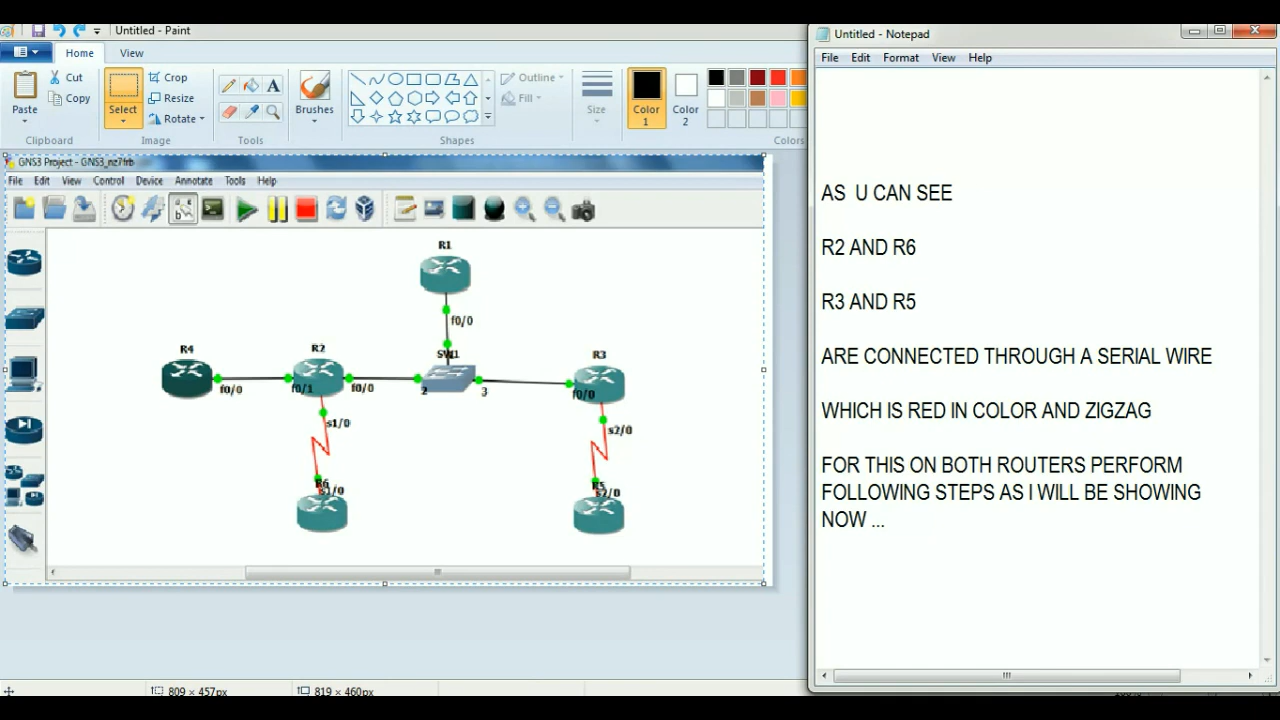 Untitled - Paint
Home
View
Paste
Clipboard
Cut
Copy
Select
Crop
Resize
Rotate
Image
Tools
Brushes
Shapes
Outline
Fill
Size
Color 1
Color 2
Colors
GNS3 Project - GNS3_nz7frb
File Edit View Control Device Annotate Tools Help
R1
f0/0
R4
R2
SW1
R3
f0/0
f0/1
f0/0
2
3
f0/0
s1/0
s2/0
R6
s1/0
R5
s2/0
809 × 457px
819 × 460px
Untitled - Notepad
File Edit Format View Help
AS U CAN SEE
R2 AND R6
R3 AND R5
ARE CONNECTED THROUGH A SERIAL WIRE
WHICH IS RED IN COLOR AND ZIGZAG
FOR THIS ON BOTH ROUTERS PERFORM
FOLLOWING STEPS AS I WILL BE SHOWING
NOW ...